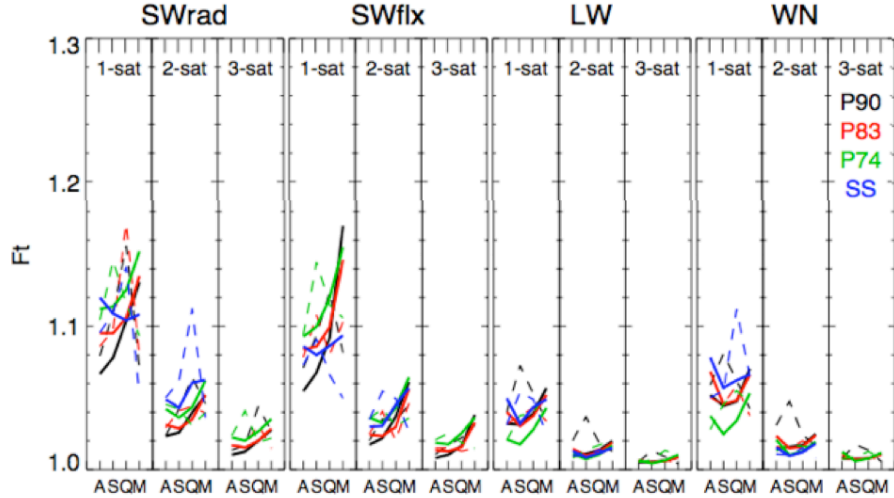 SWrad SWflx LW WN
1.3
1-sat 2-sat 3-sat 1-sat 2-sat 3-sat 1-sat 2-sat 3-sat 1-sat 2-sat 3-sat
P90
P83
P74
SS
1.2
Ft
1.1
1.0
ASQM ASQM ASQM ASQM ASQM ASQM ASQM ASQM ASQM ASQM ASQM ASQM